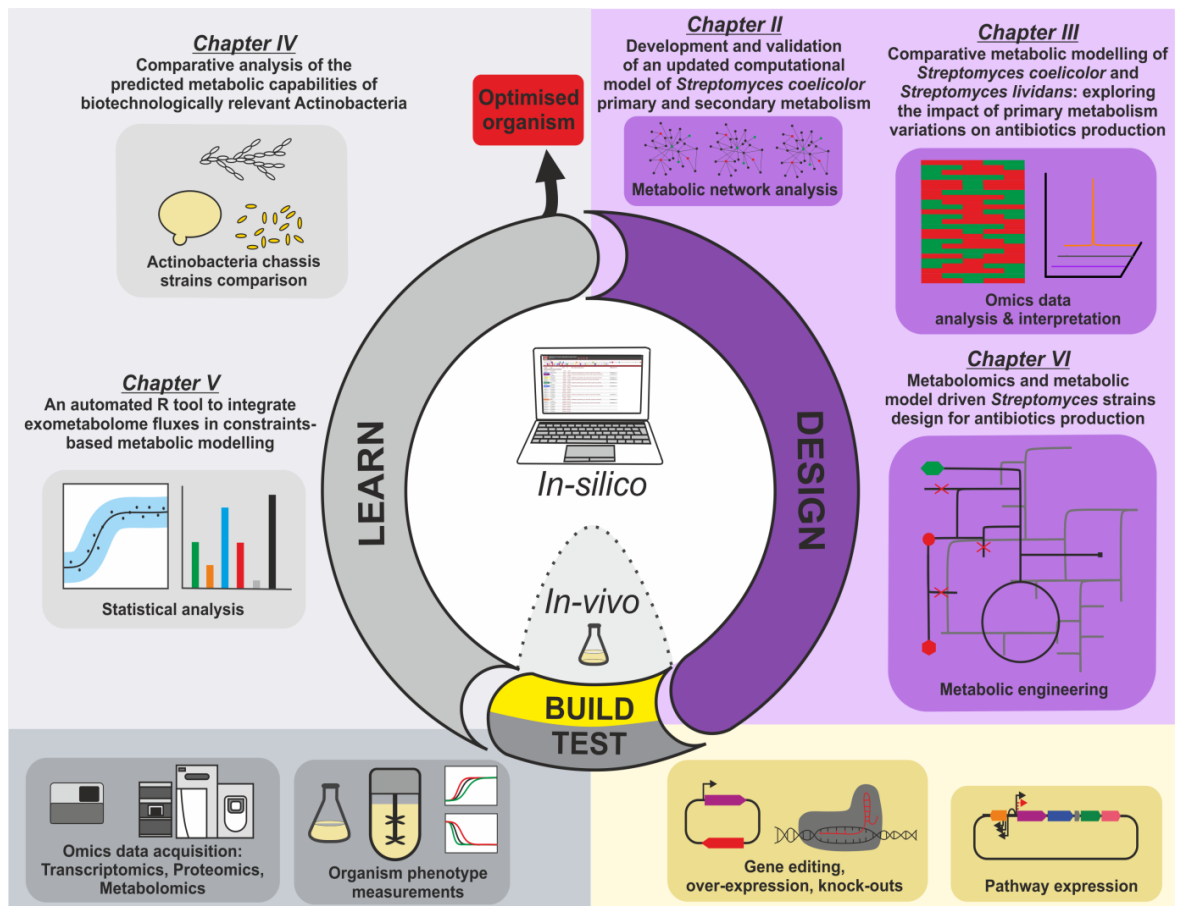 Chapter IV
Comparative analysis of the
predicted metabolic capabilities of
biotechnologically relevant Actinobacteria
Actinobacteria chassis
strains comparison
Optimised
organism
Chapter II
Development and validation
of an updated computational
model of Streptomyces coelicolor
primary and secondary metabolism
Metabolic network analysis
Chapter III
Comparative metabolic modelling of
Streptomyces coelicolor and
Streptomyces lividans: exploring
the impact of primary metabolism
variations on antibiotics production
Omics data
analysis & interpretation
Chapter V
An automated R tool to integrate
exometabolome fluxes in constraints-
based metabolic modelling
Statistical analysis
LEARN
In-silico
In-vivo
DESIGN
BUILD
TEST
Chapter VI
Metabolomics and metabolic
model driven Streptomyces strains
design for antibiotics production
Metabolic engineering
Omics data acquisition:
Transcriptomics, Proteomics,
Metabolomics
Organism phenotype
measurements
Gene editing,
over-expression, knock-outs
Pathway expression